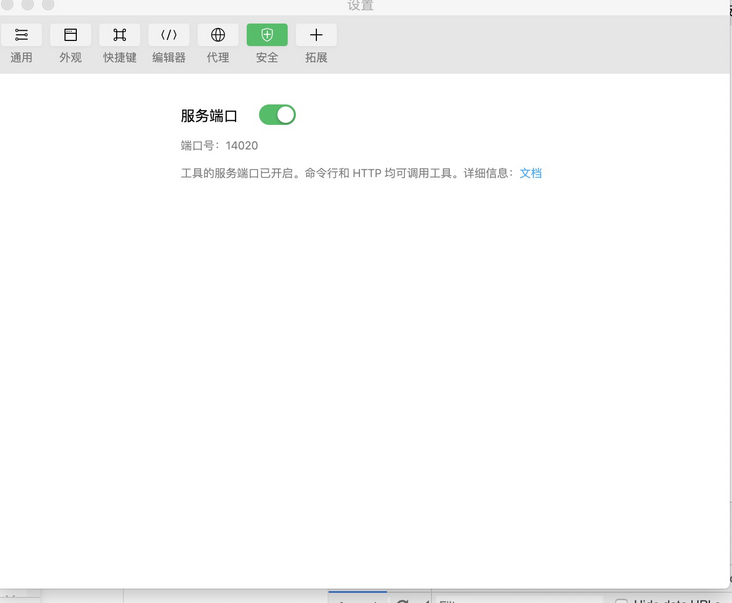 设置
通用 外观 快捷键 编辑器 代理 安全 拓展
服务端口
端口号：14020
工具的服务端口已开启。命令行和 HTTP 均可调用工具。详细信息：文档
Hide data URLs